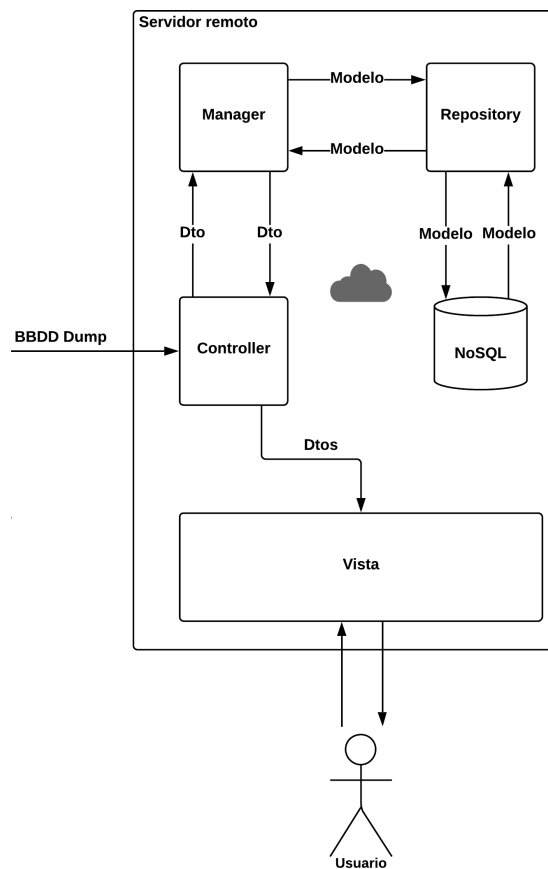 Servidor remoto
Modelo
Manager
Repository
Modelo
Dto
Dto
Modelo
Modelo
BBDD Dump
Controller
NoSQL
Dtos
Vista
Usuario